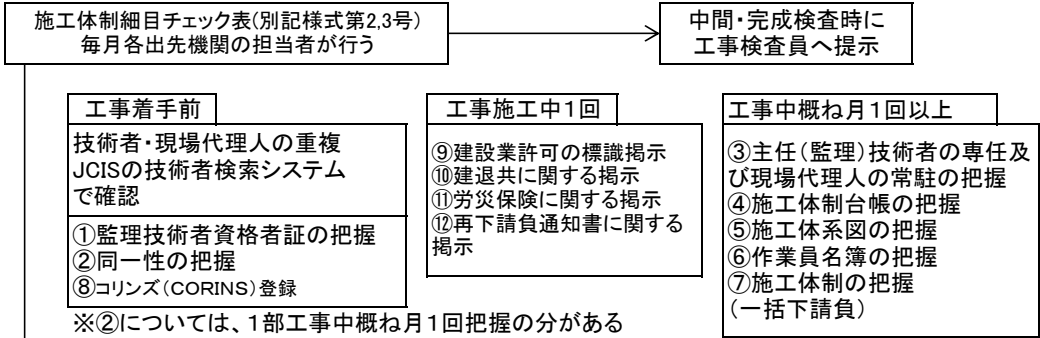 施工体制細目チェック表(別記様式第2,3号)
毎月各出先機関の担当者が行う
中間・完成検査時に
工事検査員へ提示
工事着手前
技術者・現場代理人の重複
JCISの技術者検索システム
で確認
①監理技術者資格者証の把握
②同一性の把握
⑧コリンズ(CORINS)登録
工事施工中1回
⑨建設業許可の標識掲示
⑩建退共に関する掲示
⑪労災保険に関する掲示
⑫再下請負通知書に関する
掲示
工事中概ね月1回以上
③主任(監理)技術者の専任及
び現場代理人の常駐の把握
④施工体制台帳の把握
⑤施工体系図の把握
⑥作業員名簿の把握
⑦施工体制の把握
(一括下請負)
※②については、1部工事中概ね月1回把握の分がある